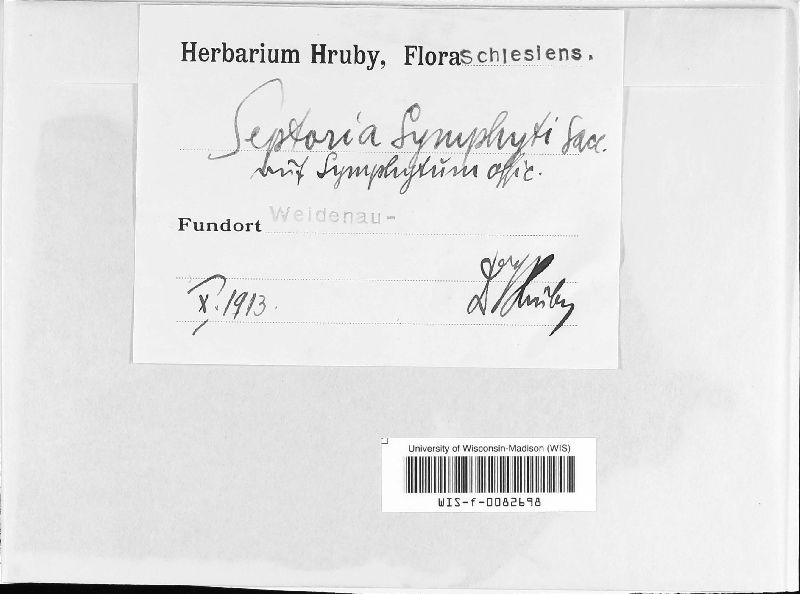 Herbarium Hruby, Flora Schlesiens.
Septoria Symphyti Sacc.
auf Symphytum offic.
Fundort Weidenau-
X. 1913.
Dr Hruby
University of Wisconsin-Madison (WIS)
WIS-f-0082698